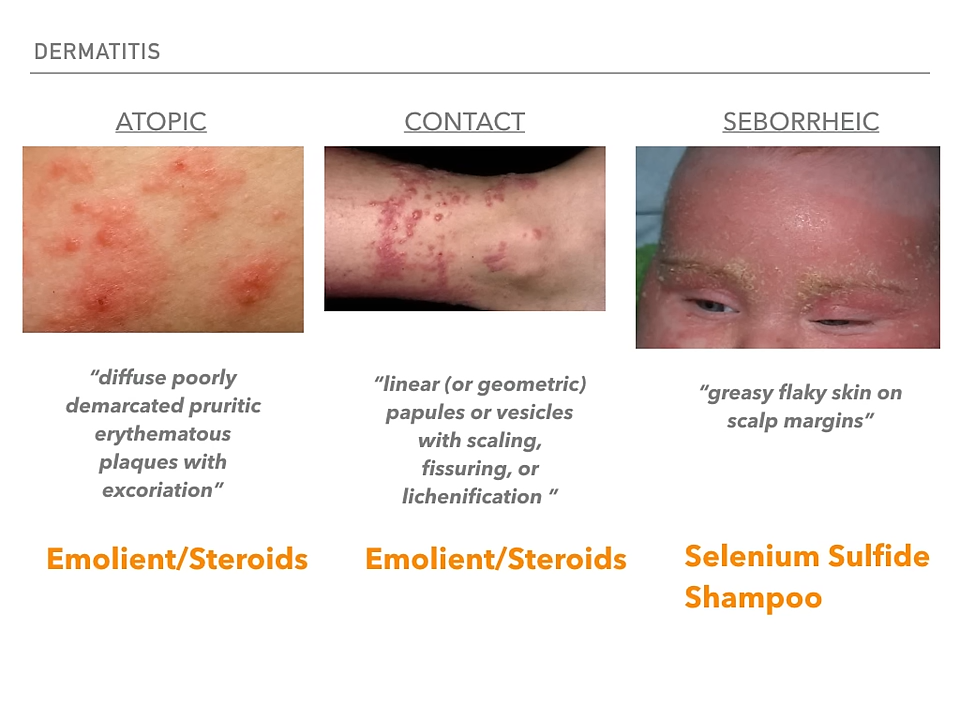 DERMATITIS
ATOPIC
“diffuse poorly
demarcated pruritic
erythematous
plaques with
excoriation”
Emolient/Steroids
CONTACT
“linear (or geometric)
papules or vesicles
with scaling,
fissuring, or
lichenification ”
Emolient/Steroids
SEBORRHEIC
“greasy flaky skin on
scalp margins”
Selenium Sulfide
Shampoo